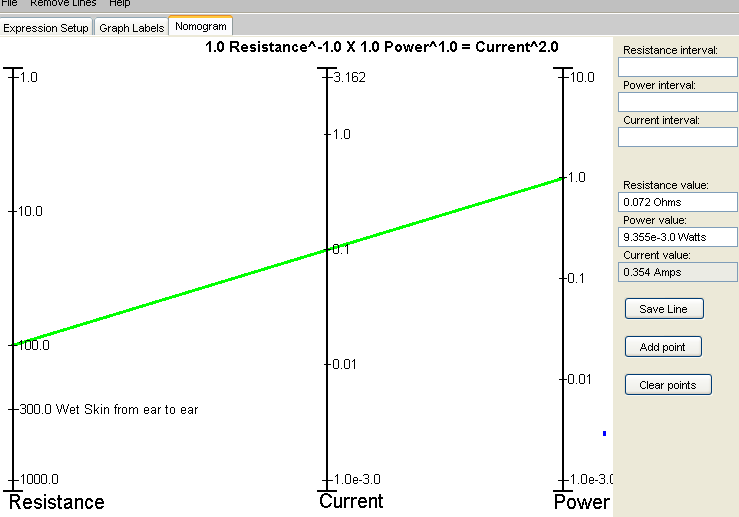 File Remove Lines Help
Expression Setup Graph Labels Nomogram
1.0 Resistance^-1.0 X 1.0 Power^1.0 = Current^2.0
1.0
10.0
100.0
300.0 Wet Skin from ear to ear
1000.0
Resistance
3.162
1.0
0.1
0.01
1.0e-3.0
Current
10.0
1.0
0.1
0.01
1.0e-3.0
Power
Resistance interval:
Power interval:
Current interval:
Resistance value:
0.072 Ohms
Power value:
9.355e-3.0 Watts
Current value:
0.354 Amps
Save Line
Add point
Clear points